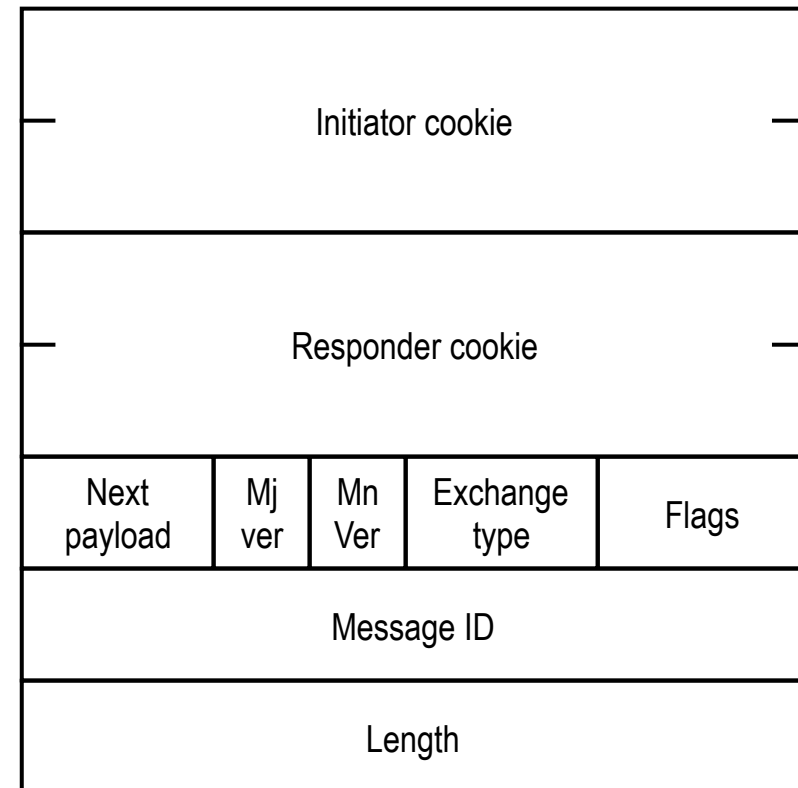 Initiator cookie
Responder cookie
Next
payload
Mj
ver
Mn
Ver
Exchange
type
Flags
Message ID
Length